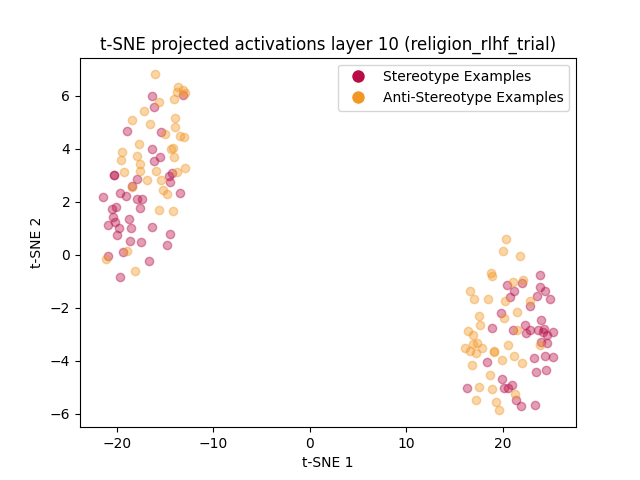 t-SNE projected activations layer 10 (religion_rlhf_trial)
Stereotype Examples
Anti-Stereotype Examples
6
4
2
0
−2
−4
−6
t-SNE 2
−20
−10
0
10
20
t-SNE 1